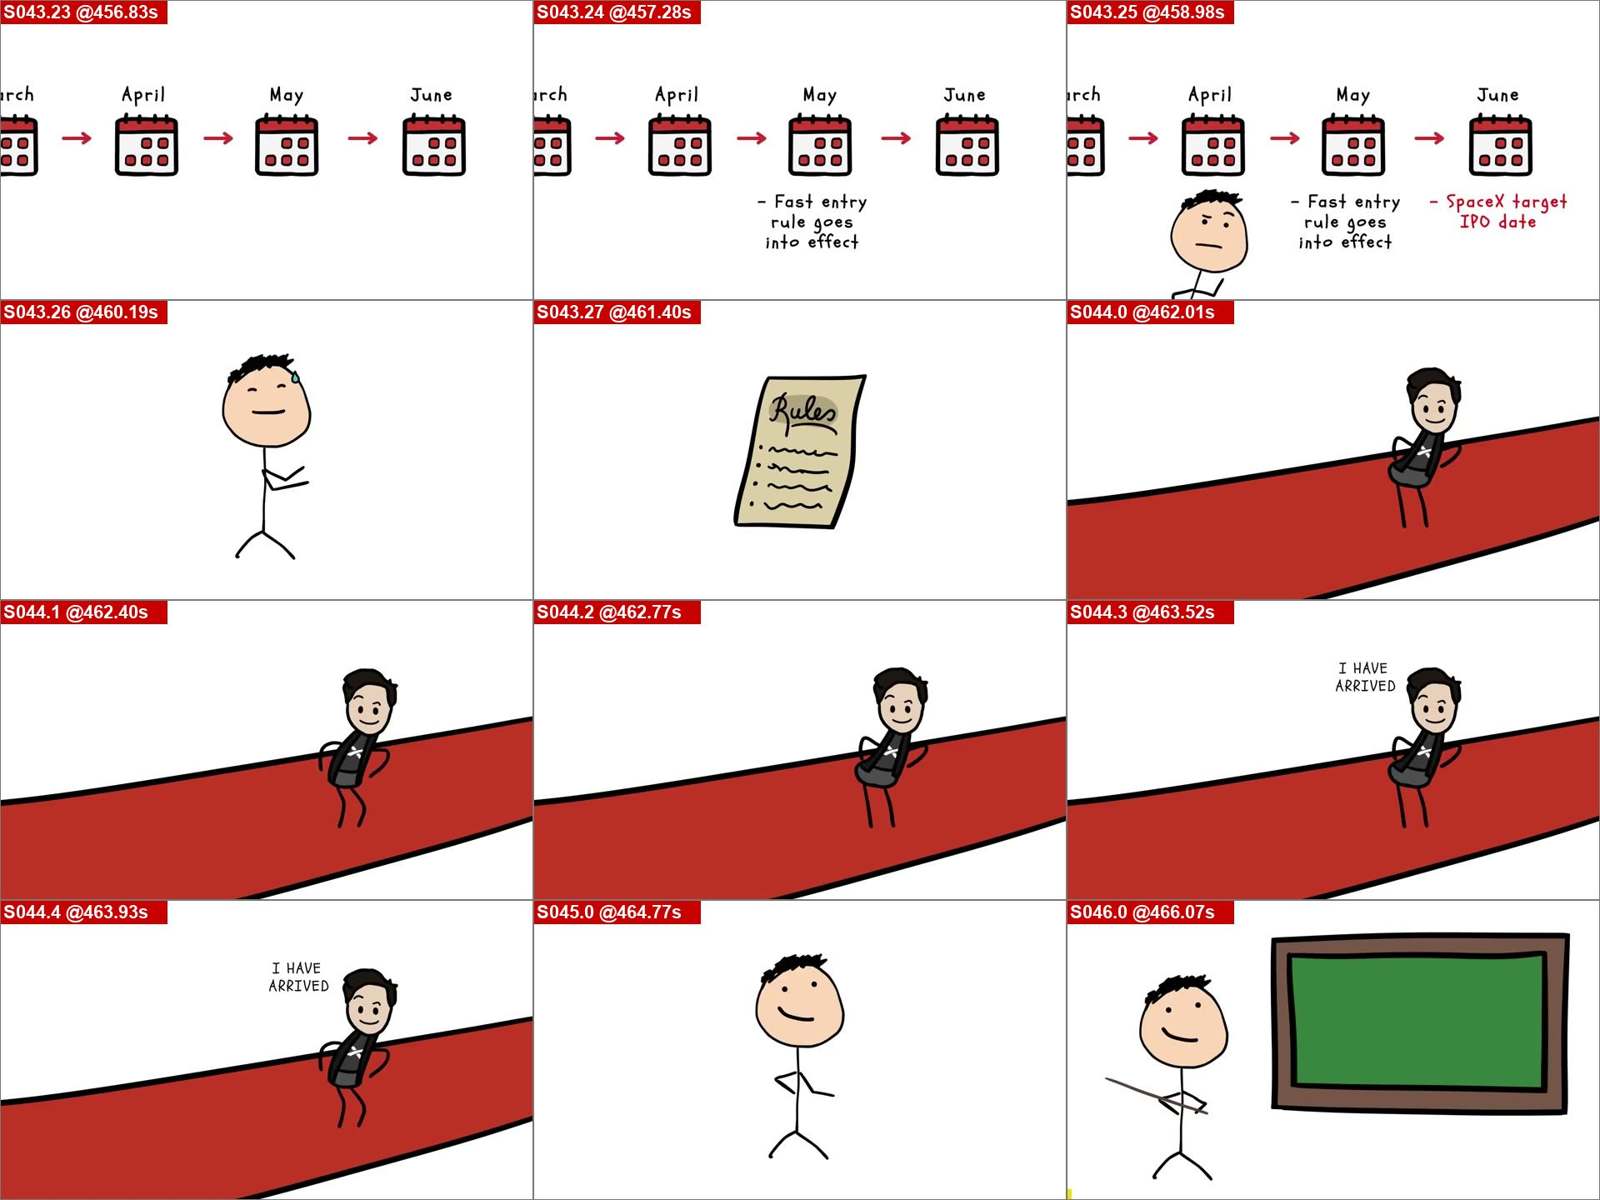 S043.23 @456.83s
arch
April
May
June
S043.24 @457.28s
arch
April
May
June
- Fast entry
rule goes
into effect
S043.25 @458.98s
arch
April
May
June
- Fast entry
rule goes
into effect
- SpaceX target
IPO date
S043.26 @460.19s
S043.27 @461.40s
Rules
S044.0 @462.01s
S044.1 @462.40s
S044.2 @462.77s
S044.3 @463.52s
I HAVE
ARRIVED
S044.4 @463.93s
I HAVE
ARRIVED
S045.0 @464.77s
S046.0 @466.07s